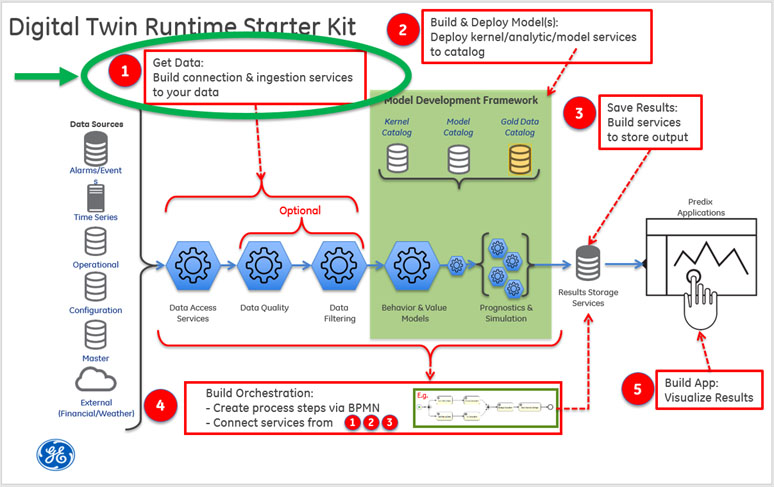 Digital Twin Runtime Starter Kit
1
Get Data:
Build connection & ingestion services
to your data
2
Build & Deploy Model(s):
Deploy kernel/analytic/model services
to catalog
3
Save Results:
Build services
to store output
Model Development Framework
Kernel
Catalog
Model
Catalog
Gold Data
Catalog
Data Sources
Alarms/Event
s
Time Series
Operational
Configuration
Master
External
(Financial/Weather)
Optional
Data Access
Services
Data Quality
Data
Filtering
Behavior & Value
Models
Prognostics &
Simulation
Results Storage
Services
Predix
Applications
4
Build Orchestration:
- Create process steps via BPMN
- Connect services from 1 2 3
E.g.
5
Build App:
Visualize Results